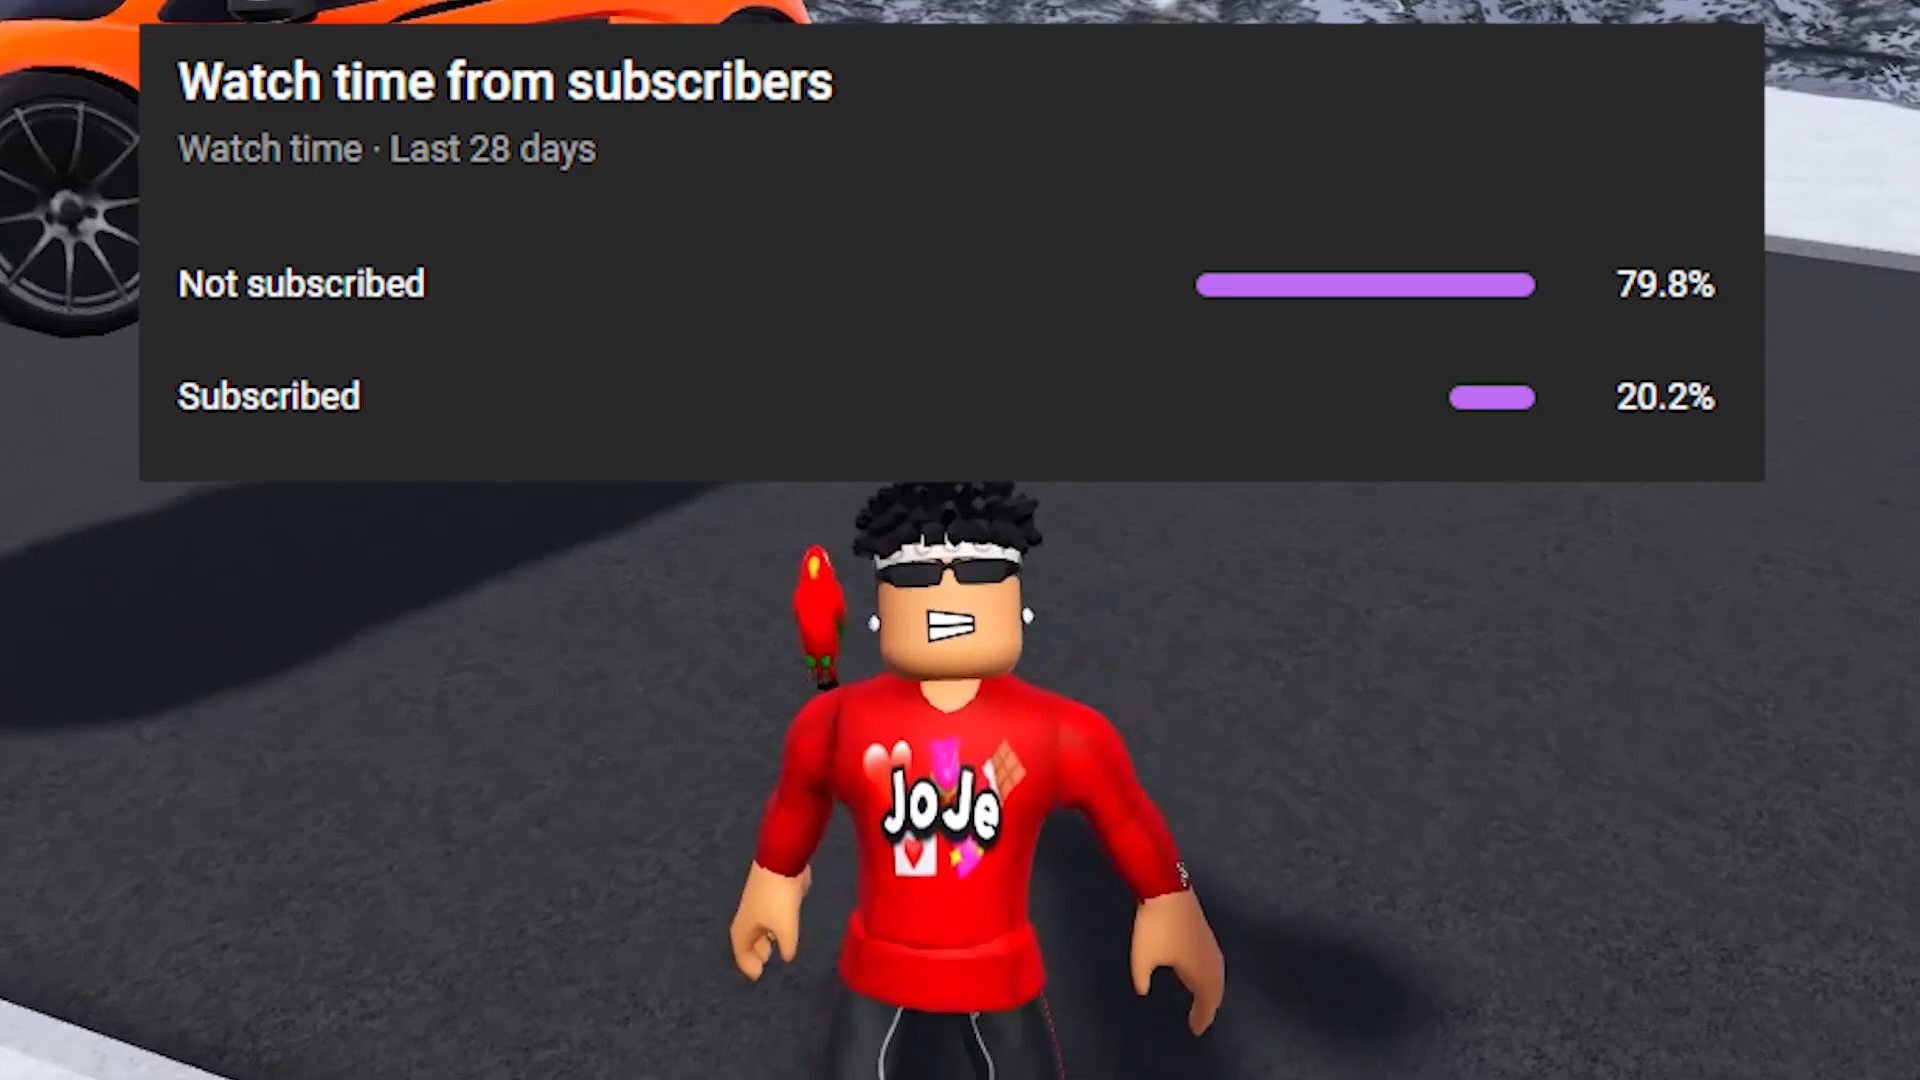 Watch time from subscribers
Watch time · Last 28 days
Not subscribed 79.8%
Subscribed 20.2%
JoJe